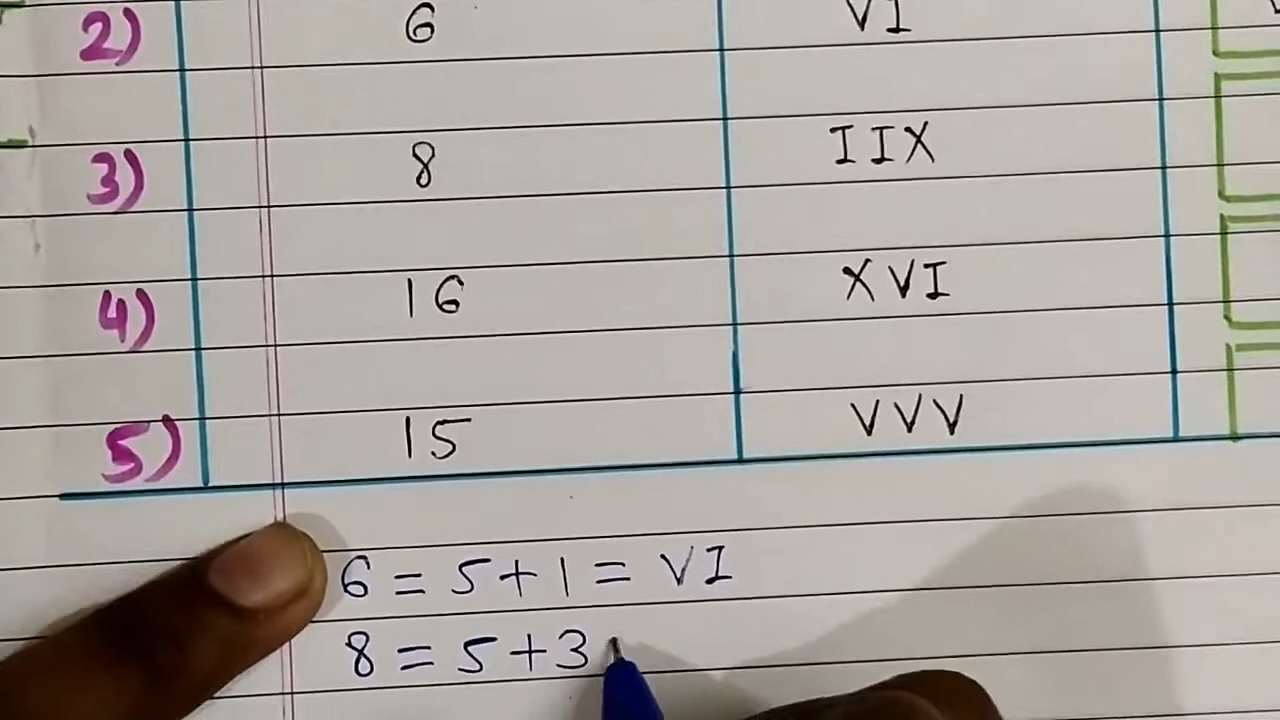 2) 6 VI
3) 8 IIX
4) 16 XVI
5) 15 VVV
6 = 5 + 1 = VI
8 = 5 + 3